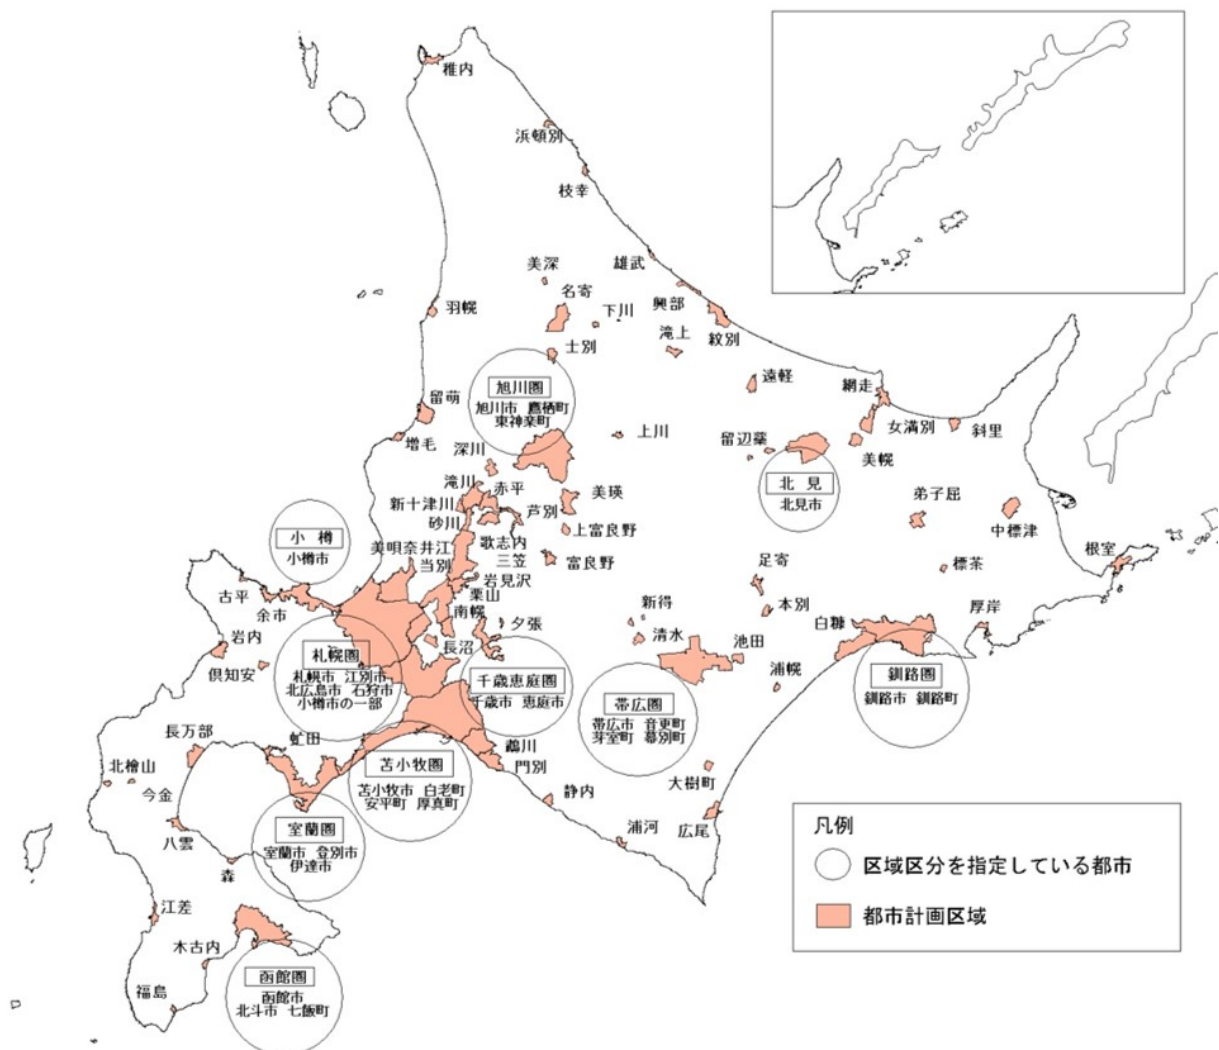 稚内
浜頓別
枝幸
美深
雄武
名寄
下川
興部
羽幌
滝上
紋別
士別
旭川圏
旭川市 鷹栖町
東神楽町
遠軽
網走
留萌
女満別
斜里
増毛
上川
留辺蘂
美幌
深川
北見
北見市
滝川
赤平
美瑛
新十津川
芦別
弟子屈
中標津
砂川
上富良野
小樽
小樽市
歌志内
美唄奈井江
三笠
富良野
足寄
標茶
根室
当別
岩見沢
古平
栗山
余市
南幌
新得
本別
厚岸
夕張
白糠
岩内
清水
池田
長沼
札幌圏
札幌市 江別市
北広島市 石狩市
小樽市の一部
倶知安
千歳恵庭圏
千歳市 恵庭市
浦幌
釧路圏
釧路市 釧路町
帯広圏
帯広市 音更町
芽室町 幕別町
長万部
虻田
鵡川
北檜山
苫小牧圏
門別
苫小牧市 白老町
安平町 厚真町
大樹町
今金
静内
広尾
八雲
室蘭圏
室蘭市 登別市
伊達市
浦河
森
江差
木古内
函館圏
函館市
北斗市 七飯町
福島
凡例
区域区分を指定している都市
都市計画区域